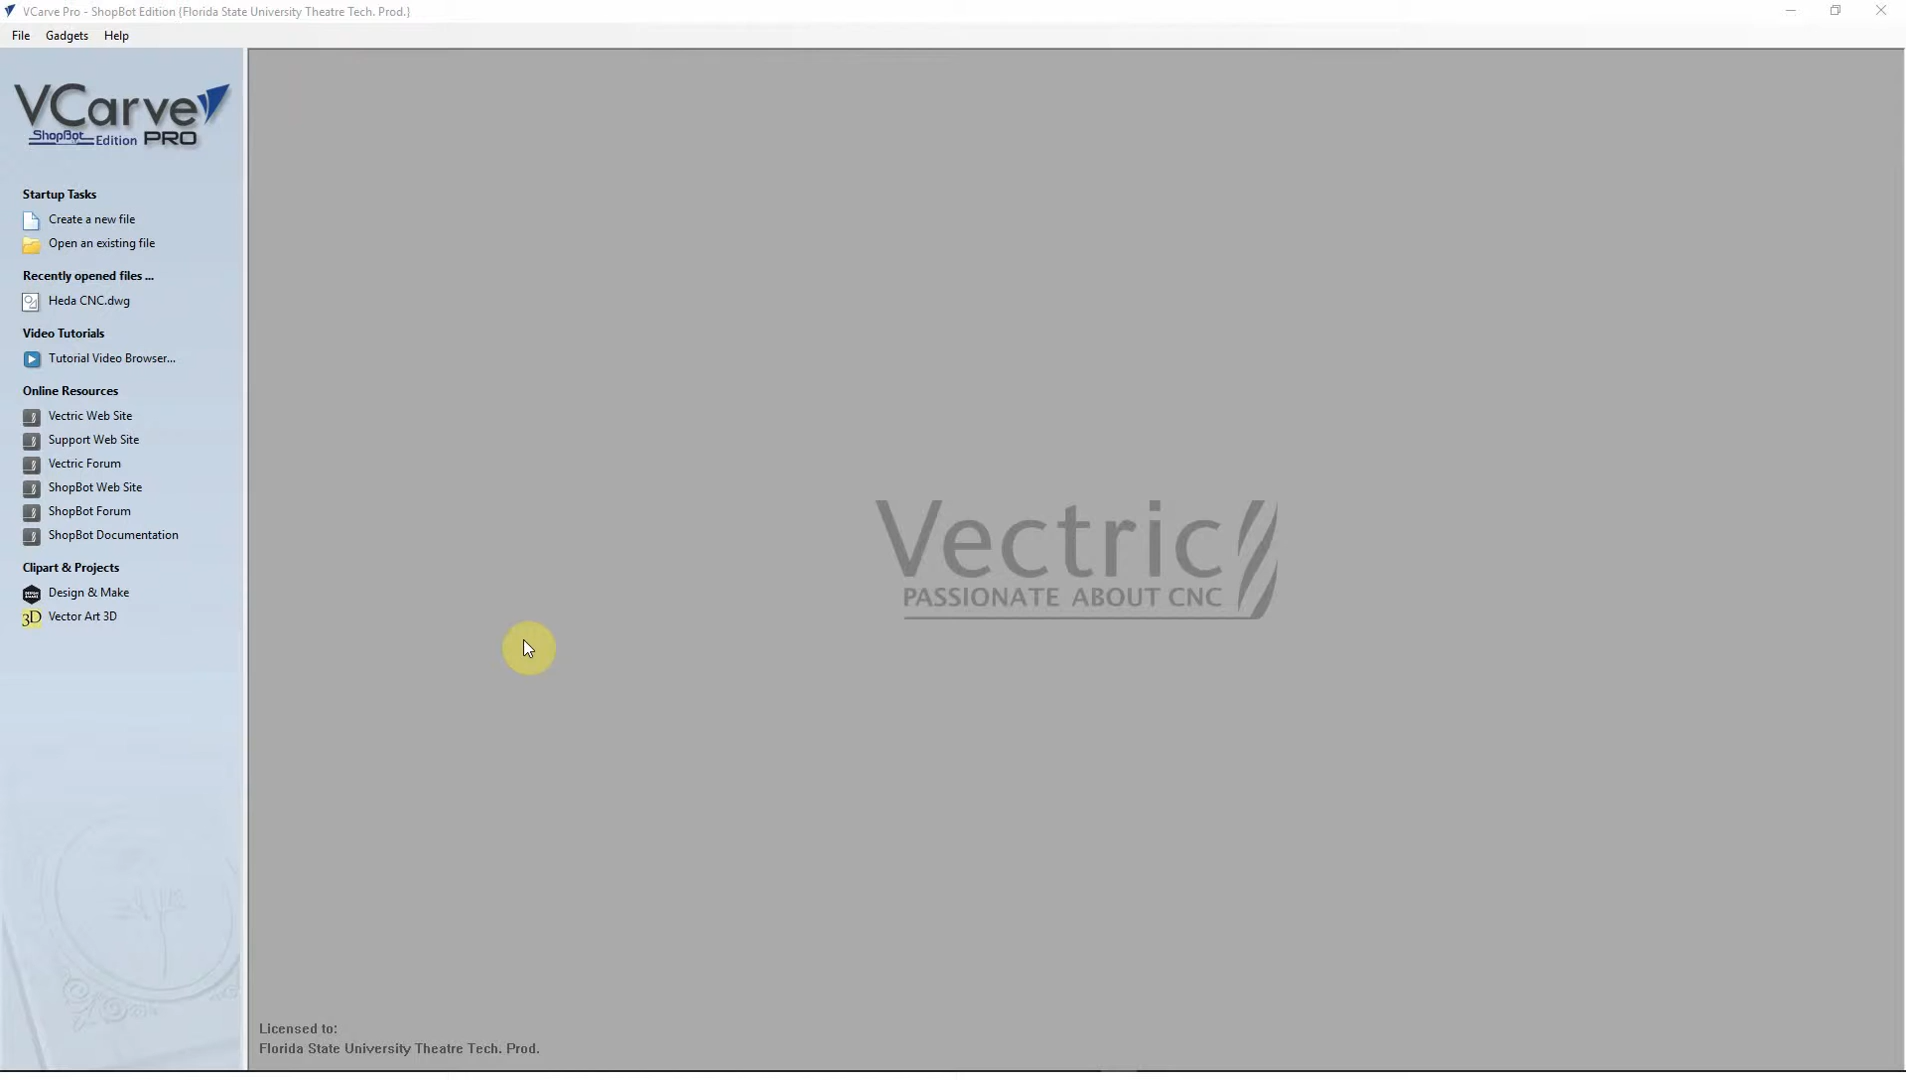 VCarve Pro - ShopBot Edition {Florida State University Theatre Tech. Prod.}
File Gadgets Help
VCarve
ShopBot Edition PRO
Startup Tasks
Create a new file
Open an existing file
Recently opened files ...
Heda CNC.dwg
Video Tutorials
Tutorial Video Browser...
Online Resources
Vectric Web Site
Support Web Site
Vectric Forum
ShopBot Web Site
ShopBot Forum
ShopBot Documentation
Clipart & Projects
Design & Make
3D Vector Art 3D
Vectric
PASSIONATE ABOUT CNC
Licensed to:
Florida State University Theatre Tech. Prod.